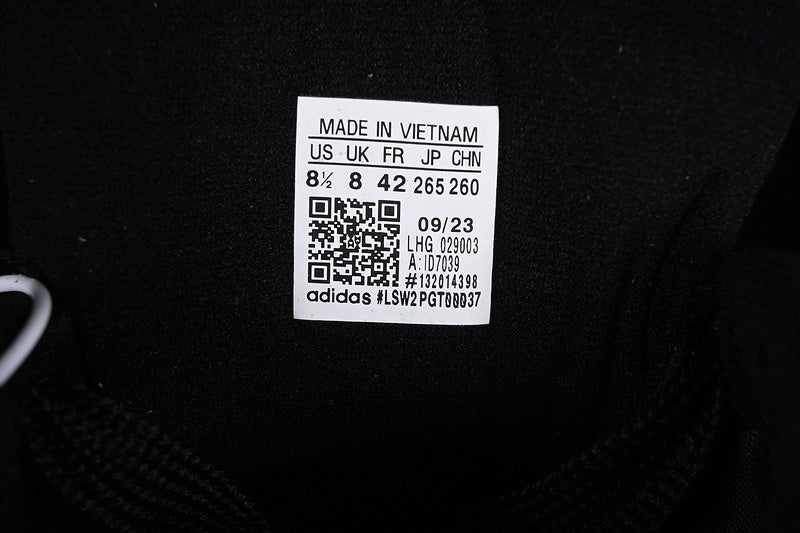 MADE IN VIETNAM
US UK FR JP CHN
8½ 8 42 265 260
09/23
LHG 029003
A: ID7039
#132614398
adidas #LSW2PGT00037